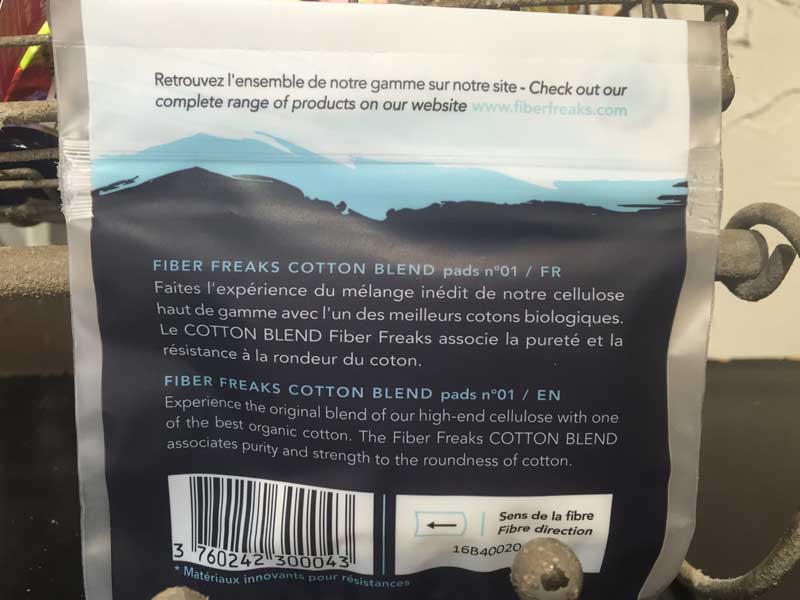 Retrouvez l'ensemble de notre gamme sur notre site - Check out our
complete range of products on our website www.fiberfreaks.com
FIBER FREAKS COTTON BLEND pads n°01 / FR
Faites l'expérience du mélange inédit de notre cellulose
haut de gamme avec l'un des meilleurs cotons biologiques.
Le COTTON BLEND Fiber Freaks associe la pureté et la
résistance à la rondeur du coton.
FIBER FREAKS COTTON BLEND pads n°01 / EN
Experience the original blend of our high-end cellulose with one
of the best organic cotton. The Fiber Freaks COTTON BLEND
associates purity and strength to the roundness of cotton.
3 760242 300043
Sens de la fibre
Fibre direction
16B40020
* Matériaux innovants pour résistances